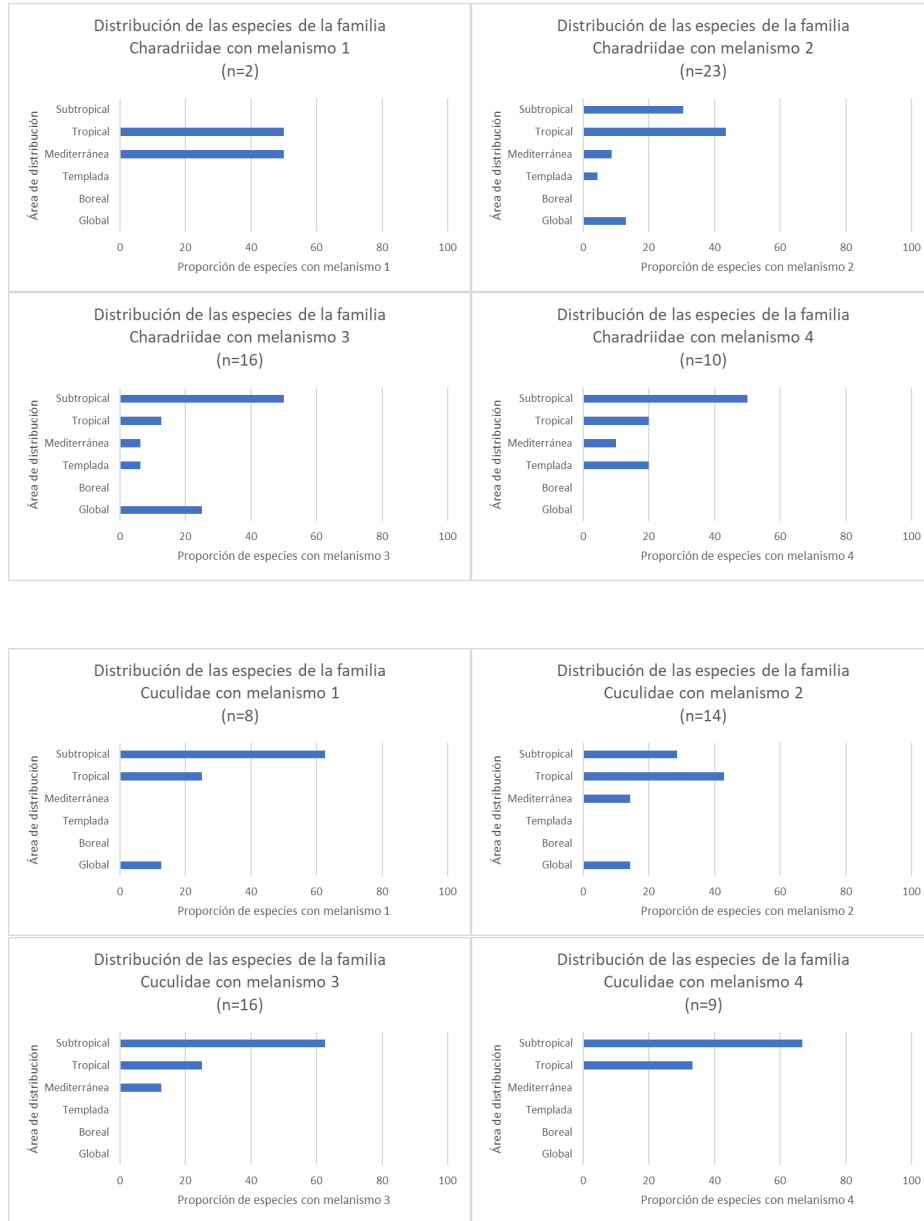 Distribución de las especies de la familia
Charadriidae con melanismo 1
(n=2)
Área de distribución
Subtropical
Tropical
Mediterránea
Templada
Boreal
Global
0 20 40 60 80 100
Proporción de especies con melanismo 1
Distribución de las especies de la familia
Charadriidae con melanismo 2
(n=23)
Área de distribución
Subtropical
Tropical
Mediterránea
Templada
Boreal
Global
0 20 40 60 80 100
Proporción de especies con melanismo 2
Distribución de las especies de la familia
Charadriidae con melanismo 3
(n=16)
Área de distribución
Subtropical
Tropical
Mediterránea
Templada
Boreal
Global
0 20 40 60 80 100
Proporción de especies con melanismo 3
Distribución de las especies de la familia
Charadriidae con melanismo 4
(n=10)
Área de distribución
Subtropical
Tropical
Mediterránea
Templada
Boreal
Global
0 20 40 60 80 100
Proporción de especies con melanismo 4
Distribución de las especies de la familia
Cuculidae con melanismo 1
(n=8)
Área de distribución
Subtropical
Tropical
Mediterránea
Templada
Boreal
Global
0 20 40 60 80 100
Proporción de especies con melanismo 1
Distribución de las especies de la familia
Cuculidae con melanismo 2
(n=14)
Área de distribución
Subtropical
Tropical
Mediterránea
Templada
Boreal
Global
0 20 40 60 80 100
Proporción de especies con melanismo 2
Distribución de las especies de la familia
Cuculidae con melanismo 3
(n=16)
Área de distribución
Subtropical
Tropical
Mediterránea
Templada
Boreal
Global
0 20 40 60 80 100
Proporción de especies con melanismo 3
Distribución de las especies de la familia
Cuculidae con melanismo 4
(n=9)
Área de distribución
Subtropical
Tropical
Mediterránea
Templada
Boreal
Global
0 20 40 60 80 100
Proporción de especies con melanismo 4